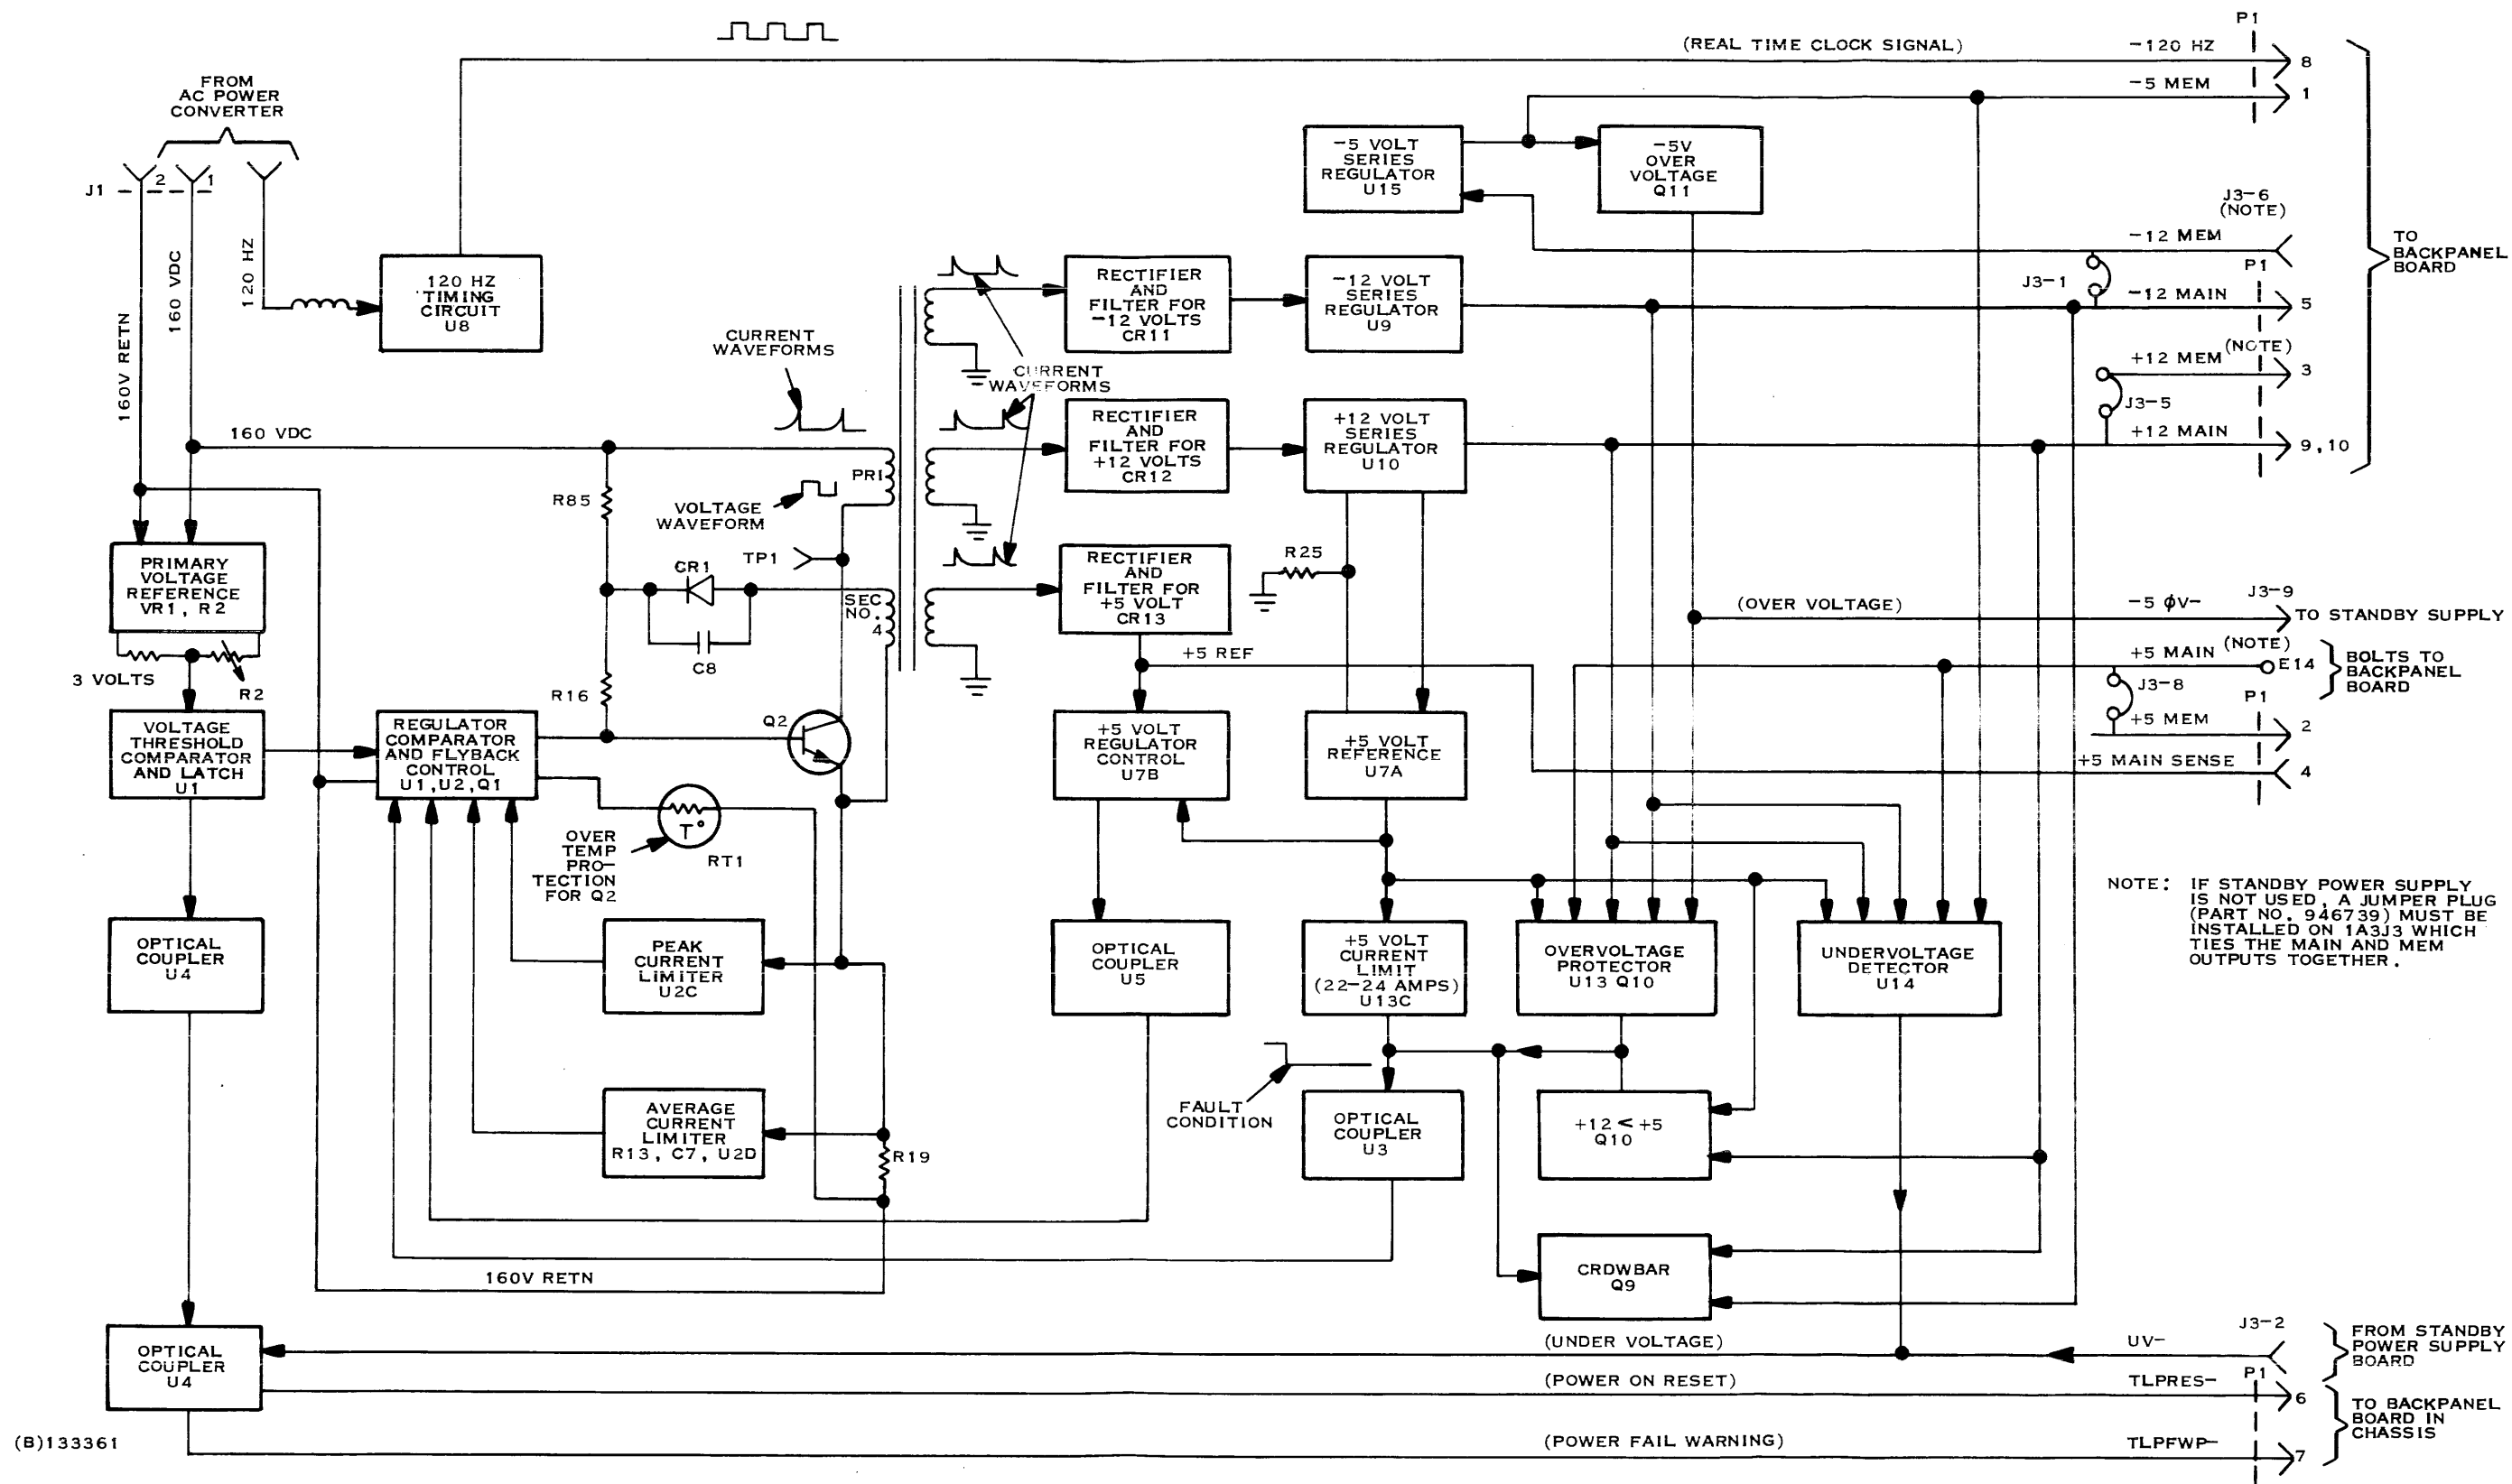 P1
(REAL TIME CLOCK SIGNAL)
-120 HZ
8
-5 MEM
1
FROM
AC POWER
CONVERTER
J1
2
1
160V RETN
160 VDC
120 HZ
120 HZ
TIMING
CIRCUIT
U8
-5 VOLT
SERIES
REGULATOR
U15
-5V
OVER
VOLTAGE
Q11
J3-6
(NOTE)
-12 MEM
P1
J3-1
-12 MAIN
5
TO
BACKPANEL
BOARD
RECTIFIER
AND
FILTER FOR
-12 VOLTS
CR11
-12 VOLT
SERIES
REGULATOR
U9
CURRENT
WAVEFORMS
CURRENT
WAVEFORMS
+12 MEM
(NOTE)
3
J3-5
+12 MAIN
9,10
160 VDC
PR1
RECTIFIER
AND
FILTER FOR
+12 VOLTS
CR12
+12 VOLT
SERIES
REGULATOR
U10
R85
VOLTAGE
WAVEFORM
TP1
CR1
C8
SEC
NO.
4
RECTIFIER
AND
FILTER FOR
+5 VOLT
CR13
R25
PRIMARY
VOLTAGE
REFERENCE
VR1, R2
3 VOLTS
R2
R16
+5 REF
(OVER VOLTAGE)
-5 ϕV-
J3-9
TO STANDBY SUPPLY
+5 MAIN
(NOTE)
E14
BOLTS TO
BACKPANEL
BOARD
J3-8
P1
+5 MEM
2
+5 MAIN SENSE
4
VOLTAGE
THRESHOLD
COMPARATOR
AND LATCH
U1
REGULATOR
COMPARATOR
AND FLYBACK
CONTROL
U1,U2,Q1
Q2
+5 VOLT
REGULATOR
CONTROL
U7B
+5 VOLT
REFERENCE
U7A
OVER
TEMP
PRO-
TECTION
FOR Q2
T°
RT1
NOTE: IF STANDBY POWER SUPPLY
IS NOT USED, A JUMPER PLUG
(PART NO. 946739) MUST BE
INSTALLED ON 1A3J3 WHICH
TIES THE MAIN AND MEM
OUTPUTS TOGETHER.
OPTICAL
COUPLER
U4
PEAK
CURRENT
LIMITER
U2C
OPTICAL
COUPLER
U5
+5 VOLT
CURRENT
LIMIT
(22-24 AMPS)
U13C
OVERVOLTAGE
PROTECTOR
U13 Q10
UNDERVOLTAGE
DETECTOR
U14
AVERAGE
CURRENT
LIMITER
R13, C7, U2D
R19
FAULT
CONDITION
OPTICAL
COUPLER
U3
+12 < +5
Q10
160V RETN
CRDWBAR
Q9
OPTICAL
COUPLER
U4
(UNDER VOLTAGE)
UV-
J3-2
FROM STANDBY
POWER SUPPLY
BOARD
P1
(POWER ON RESET)
TLPRES-
6
TO BACKPANEL
BOARD IN
CHASSIS
(POWER FAIL WARNING)
TLPFWP-
7
(B)133361